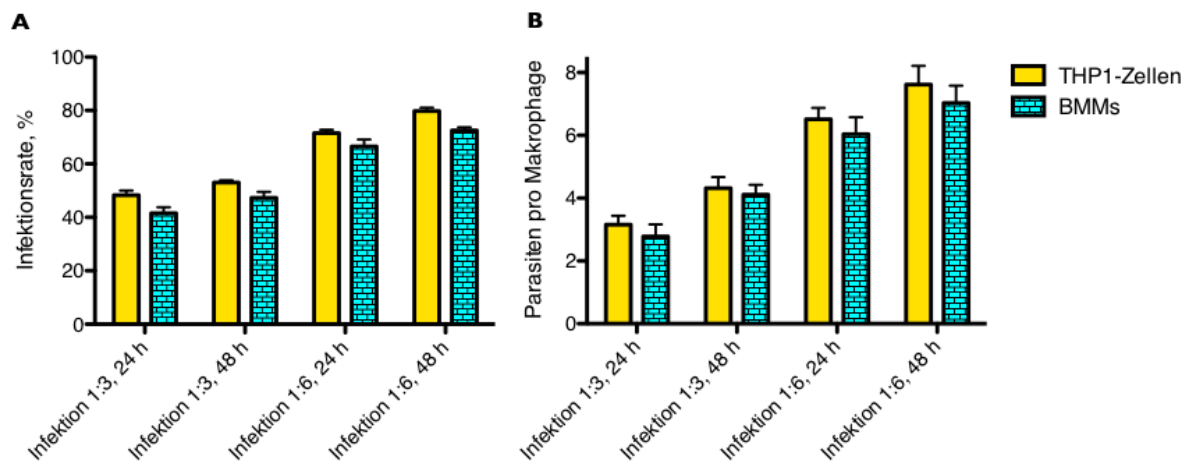 A
Infektionsrate, %
100
80
60
40
20
0
Infektion 1:3, 24 h
Infektion 1:3, 48 h
Infektion 1:6, 24 h
Infektion 1:6, 48 h
B
Parasiten pro Makrophage
8
6
4
2
0
Infektion 1:3, 24 h
Infektion 1:3, 48 h
Infektion 1:6, 24 h
Infektion 1:6, 48 h
THP1-Zellen
BMMs